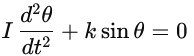 I d²θ/dt² + k sin θ = 0